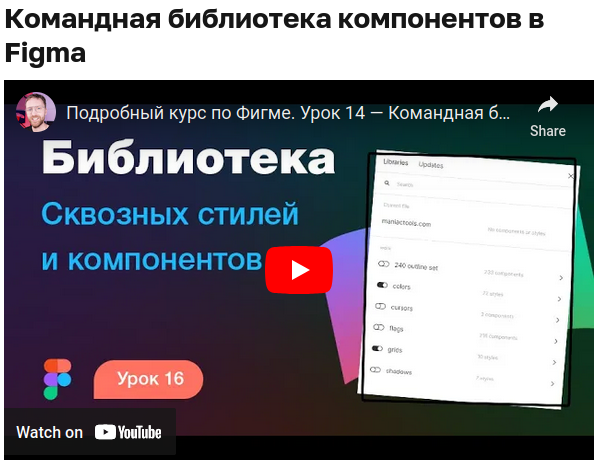 Командная библиотека компонентов в
Figma
Подробный курс по Фигме. Урок 14 — Командная б...
Share
Библиотека
Сквозных стилей
и компонентов
Libraries Updates
Search
Current file
maniactools.com No components or styles
240 outline set 233 components
colors
cursors 3 components
flags
grids
shadows
Урок 16
Watch on YouTube